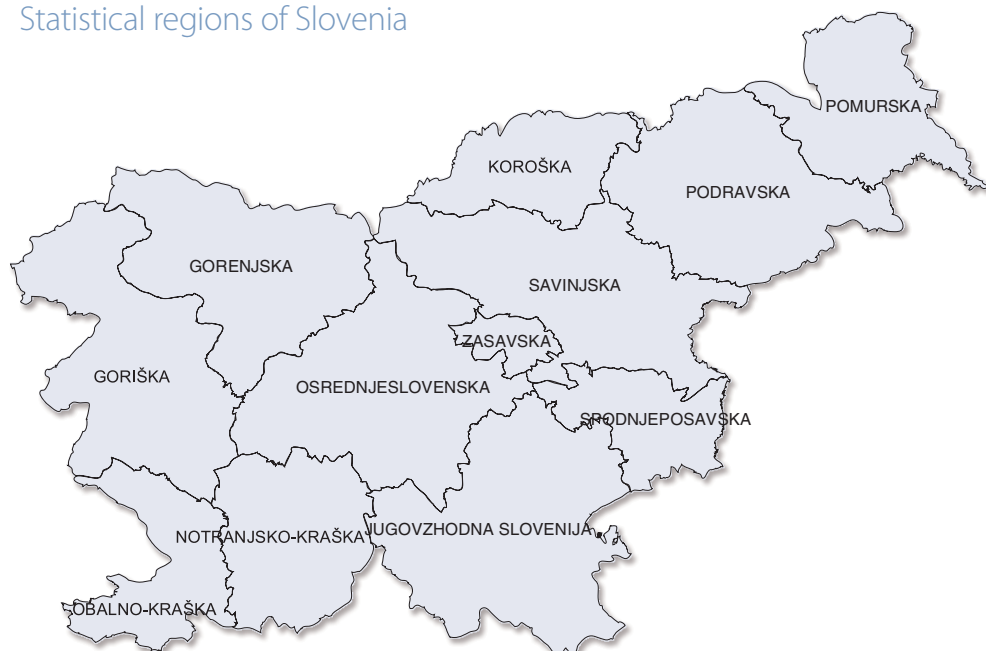 Statistical regions of Slovenia
POMURSKA
KOROŠKA
PODRAVSKA
GORENJSKA
SAVINJSKA
ZASAVSKA
GORIŠKA
OSREDNJESLOVENSKA
SPODNJEPOSAVSKA
NOTRANJSKO-KRAŠKA
JUGOVZHODNA SLOVENIJA
OBALNO-KRAŠKA